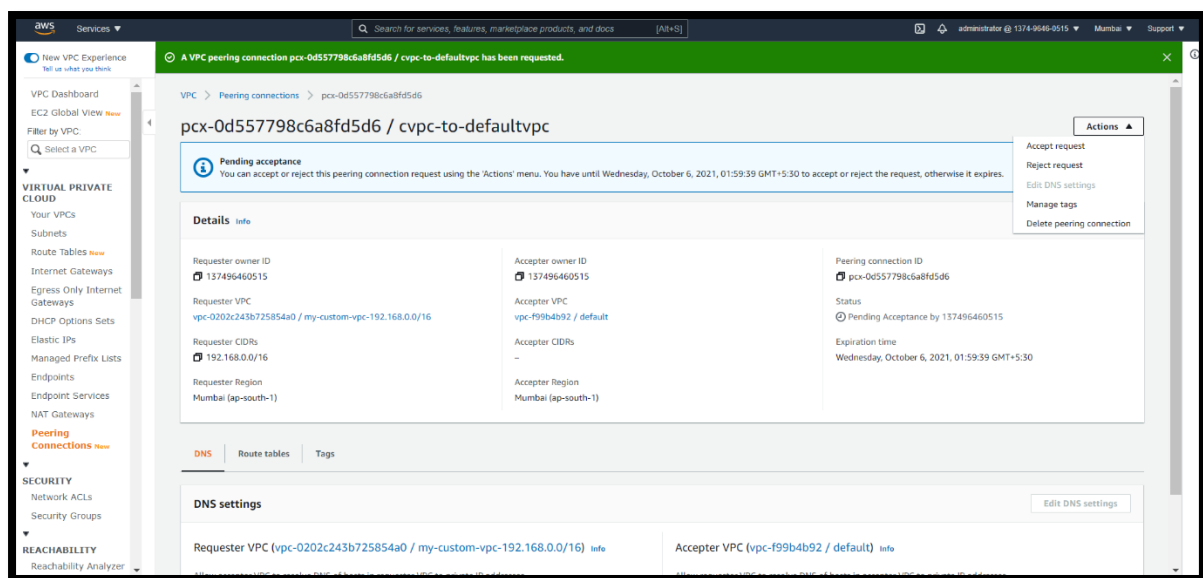 aws
Services ▼
Search for services, features, marketplace products, and docs
[Alt+S]
administrator @ 1374-9646-0515 ▼
Mumbai ▼
Support ▼
New VPC Experience
Tell us what you think
VPC Dashboard
EC2 Global View New
Filter by VPC:
Select a VPC
VIRTUAL PRIVATE
CLOUD
Your VPCs
Subnets
Route Tables New
Internet Gateways
Egress Only Internet
Gateways
DHCP Options Sets
Elastic IPs
Managed Prefix Lists
Endpoints
Endpoint Services
NAT Gateways
Peering
Connections New
SECURITY
Network ACLs
Security Groups
REACHABILITY
Reachability Analyzer
A VPC peering connection pcx-0d557798c6a8fd5d6 / cvpc-to-defaultvpc has been requested.
VPC > Peering connections > pcx-0d557798c6a8fd5d6
pcx-0d557798c6a8fd5d6 / cvpc-to-defaultvpc
Actions ▲
Accept request
Reject request
Edit DNS settings
Manage tags
Delete peering connection
Pending acceptance
You can accept or reject this peering connection request using the 'Actions' menu. You have until Wednesday, October 6, 2021, 01:59:39 GMT+5:30 to accept or reject the request, otherwise it expires.
Details Info
Requester owner ID
137496460515
Accepter owner ID
137496460515
Peering connection ID
pcx-0d557798c6a8fd5d6
Requester VPC
vpc-0202c243b725854a0 / my-custom-vpc-192.168.0.0/16
Accepter VPC
vpc-f99b4b92 / default
Status
Pending Acceptance by 137496460515
Requester CIDRs
192.168.0.0/16
Accepter CIDRs
–
Expiration time
Wednesday, October 6, 2021, 01:59:39 GMT+5:30
Requester Region
Mumbai (ap-south-1)
Accepter Region
Mumbai (ap-south-1)
DNS
Route tables
Tags
DNS settings
Edit DNS settings
Requester VPC (vpc-0202c243b725854a0 / my-custom-vpc-192.168.0.0/16) Info
Accepter VPC (vpc-f99b4b92 / default) Info